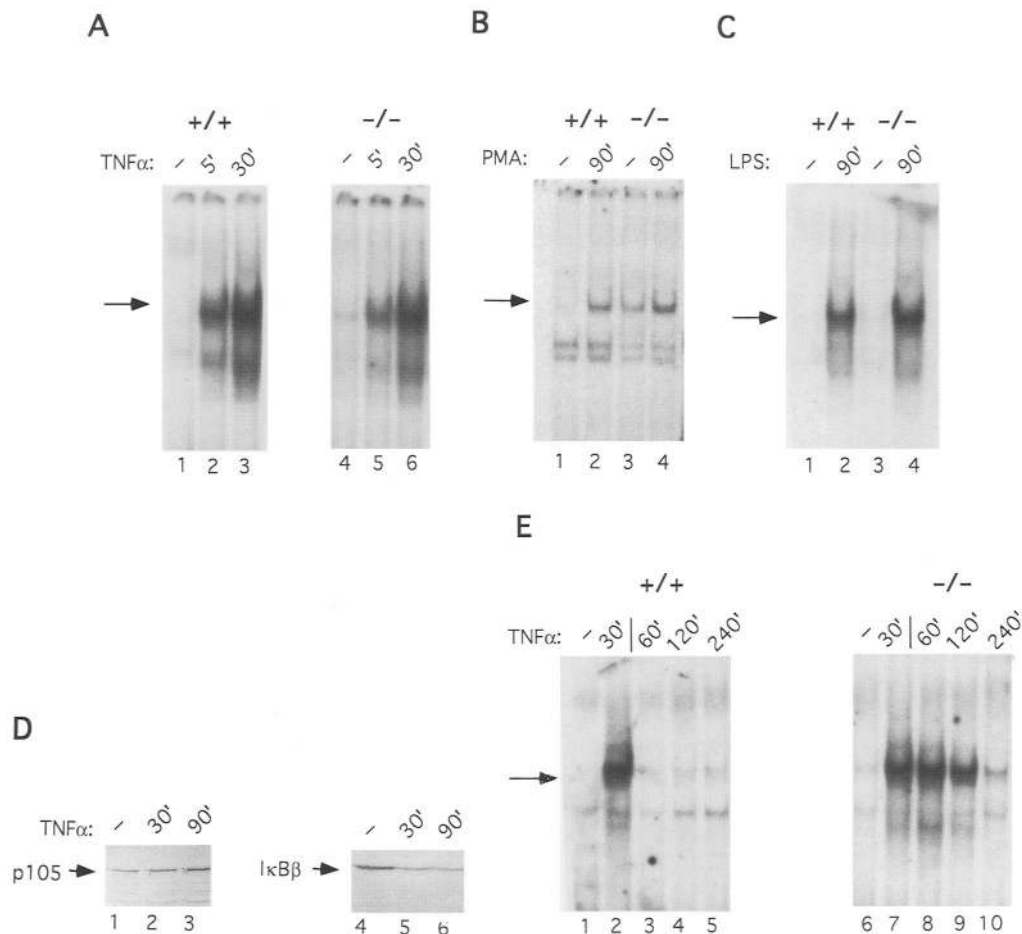 A
+/+ -/-
TNFα: – 5' 30' – 5' 30'
1 2 3 4 5 6
B
+/+ -/-
PMA: – 90' – 90'
1 2 3 4
C
+/+ -/-
LPS: – 90' – 90'
1 2 3 4
D
TNFα: – 30' 90' – 30' 90'
p105 IκBβ
1 2 3 4 5 6
E
+/+ -/-
TNFα: – 30' 60' 120' 240' – 30' 60' 120' 240'
1 2 3 4 5 6 7 8 9 10